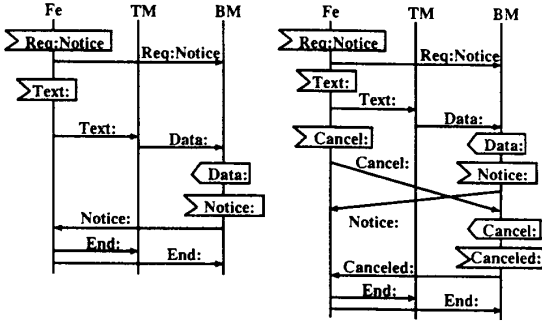 Fe TM BM
Req:Notice
Req:Notice
Text:
Text:
Data:
Data:
Notice:
Notice:
End:
End:
Fe TM BM
Req:Notice
Req:Notice
Text:
Text:
Data:
Cancel:
Data:
Cancel:
Notice:
Notice:
Cancel:
Canceled:
Canceled:
End:
End: